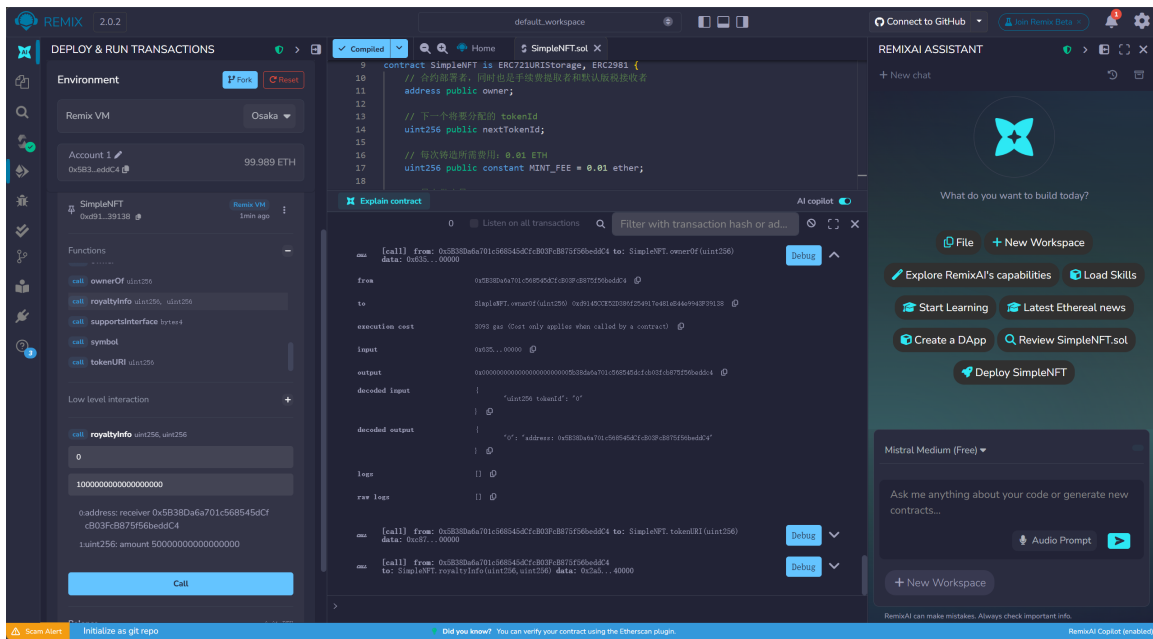 REMIX 2.0.2
default_workspace
Connect to GitHub
Join Remix Beta >
1
DEPLOY & RUN TRANSACTIONS
Environment
Fork
Reset
Remix VM
Osaka
Account 1
0x5B3...eddC4
99.989 ETH
SimpleNFT
0xd91...39138
Remix VM
1min ago
Functions
call ownerOf uint256
call royaltyInfo uint256, uint256
call supportsInterface bytes4
call symbol
call tokenURI uint256
Low level interaction
call royaltyInfo uint256, uint256
0
1000000000000000000
0:address: receiver 0x5B38Da6a701c568545dCf
cB03FcB875f56beddC4
1:uint256: amount 50000000000000000
Call
3
Compiled
Home
SimpleNFT.sol
9 contract SimpleNFT is ERC721URIStorage, ERC2981 {
10 // 合约部署者，同时也是手续费提取者和默认版税接收者
11 address public owner;
12
13 // 下一个将要分配的 tokenId
14 uint256 public nextTokenId;
15
16 // 每次铸造所需费用：0.01 ETH
17 uint256 public constant MINT_FEE = 0.01 ether;
18
Explain contract
AI copilot
0
Listen on all transactions
Filter with transaction hash or ad...
call [call] from: 0x5B38Da6a701c568545dCfcB03FcB875f56beddC4 to: SimpleNFT.ownerOf(uint256)
data: 0x635...00000
Debug
from 0x5B38Da6a701c568545dCfcB03FcB875f56beddC4
to SimpleNFT.ownerOf(uint256) 0xd9145CCE52D386f254917e481eB44e9943F39138
execution cost 3093 gas (Cost only applies when called by a contract)
input 0x635...00000
output 0x0000000000000000000000005b38da6a701c568545dcfcb03fcb875f56beddc4
decoded input {
"uint256 tokenId": "0"
}
decoded output {
"0": "address: 0x5B38Da6a701c568545dCfcB03FcB875f56beddC4"
}
logs []
raw logs []
call [call] from: 0x5B38Da6a701c568545dCfcB03FcB875f56beddC4 to: SimpleNFT.tokenURI(uint256)
data: 0xc87...00000
Debug
call [call] from: 0x5B38Da6a701c568545dCfcB03FcB875f56beddC4
to: SimpleNFT.royaltyInfo(uint256,uint256) data: 0x2a5...40000
Debug
>
REMIXAI ASSISTANT
+ New chat
What do you want to build today?
File
+ New Workspace
Explore RemixAI's capabilities
Load Skills
Start Learning
Latest Ethereal news
Create a DApp
Review SimpleNFT.sol
Deploy SimpleNFT
Mistral Medium (Free)
Ask me anything about your code or generate new
contracts...
Audio Prompt
+ New Workspace
RemixAI can make mistakes. Always check important info.
Scam Alert
Initialize as git repo
Did you know? You can verify your contract using the Etherscan plugin.
RemixAI Copilot (enabled)